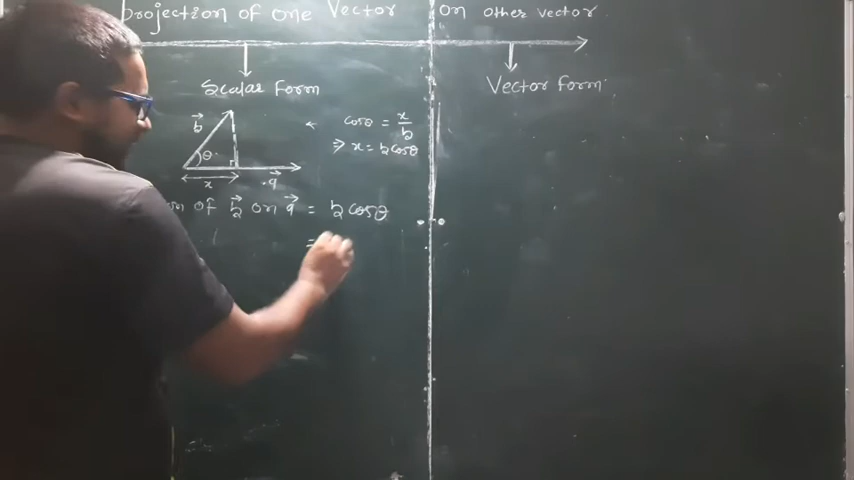 projection of one Vector on other vector
Scalar Form
Vector Form
b⃗
θ
x
a⃗
cosθ = x/b
⇒ x = b cosθ
of b⃗ on a⃗ = b cosθ
=